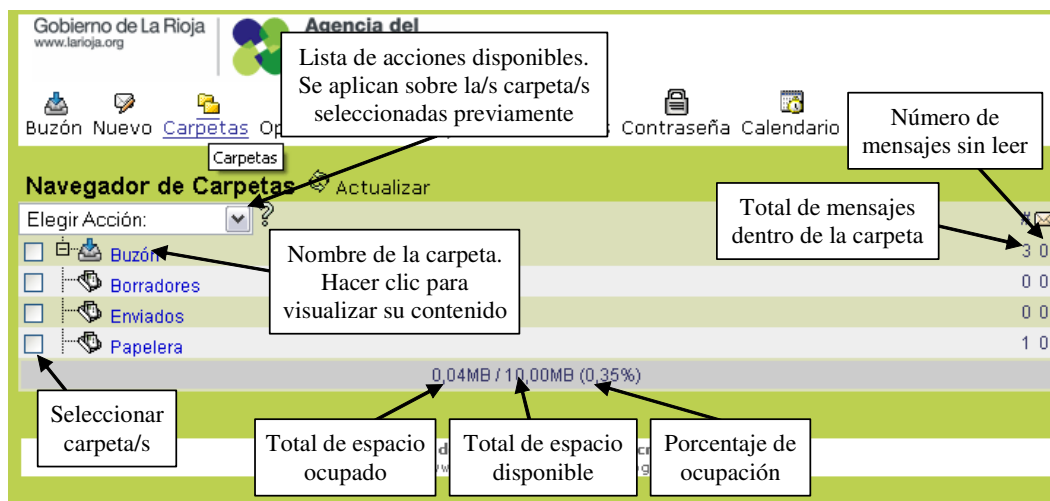 Gobierno de La Rioja
www.larioja.org
Agencia del
Lista de acciones disponibles.
Se aplican sobre la/s carpeta/s
seleccionadas previamente
Buzón Nuevo Carpetas Contraseña Calendario
Número de
mensajes sin leer
Carpetas
Navegador de Carpetas Actualizar
Elegir Acción:
?
Total de mensajes
dentro de la carpeta
#
Buzón 3 0
Nombre de la carpeta.
Hacer clic para
visualizar su contenido
Borradores 0 0
Enviados 0 0
Papelera 1 0
0,04MB / 10,00MB (0,35%)
Seleccionar
carpeta/s
Total de espacio
ocupado
Total de espacio
disponible
Porcentaje de
ocupación